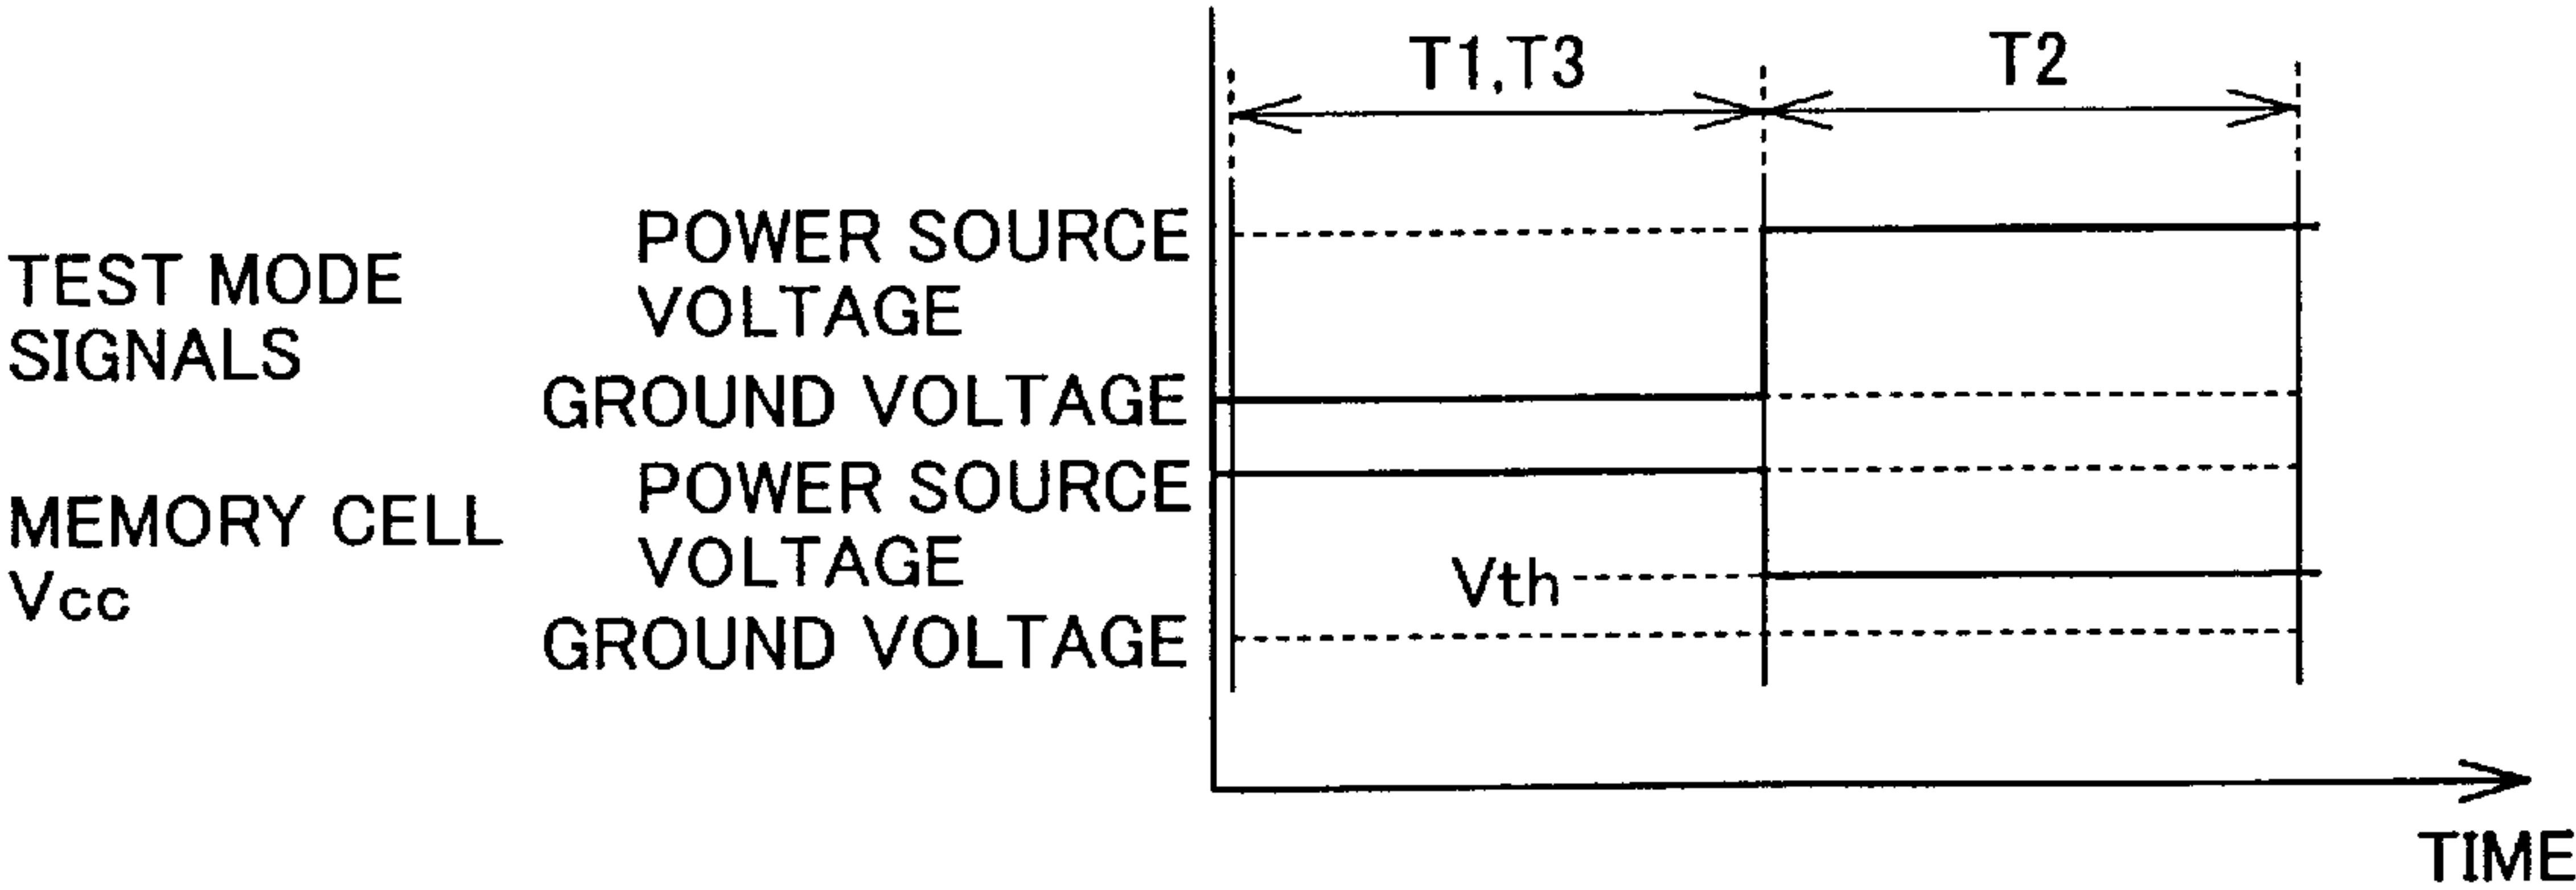 T1,T3
T2
TEST MODE
SIGNALS
POWER SOURCE
VOLTAGE
GROUND VOLTAGE
MEMORY CELL
Vcc
POWER SOURCE
VOLTAGE
Vth
GROUND VOLTAGE
TIME